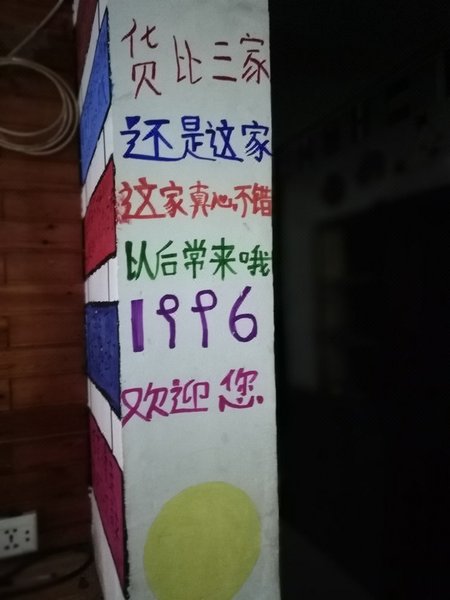 货比三家
还是这家
这家真心不错
以后常来哦
1996
欢迎您